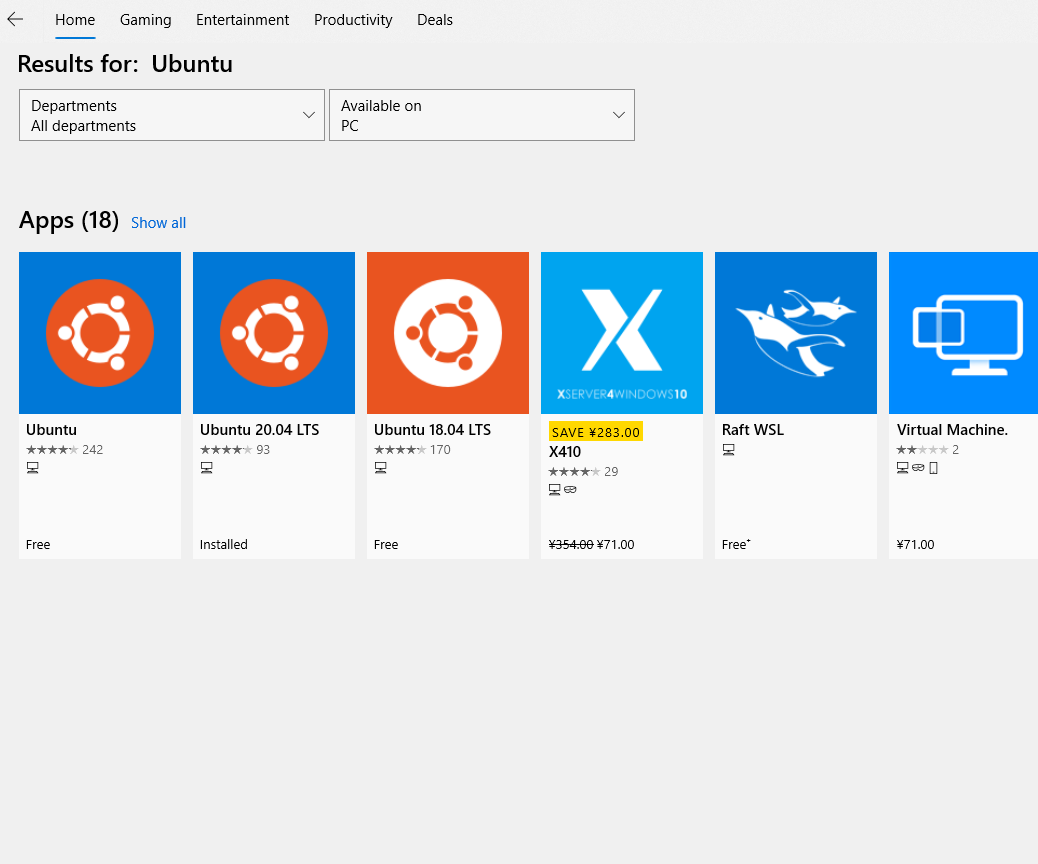 Home Gaming Entertainment Productivity Deals
Results for: Ubuntu
Departments
All departments
Available on
PC
Apps (18) Show all
XSERVER4WINDOWS10
Ubuntu
242
Free
Ubuntu 20.04 LTS
93
Installed
Ubuntu 18.04 LTS
170
Free
SAVE ¥283.00
X410
29
¥354.00 ¥71.00
Raft WSL
Free+
Virtual Machine.
2
¥71.00